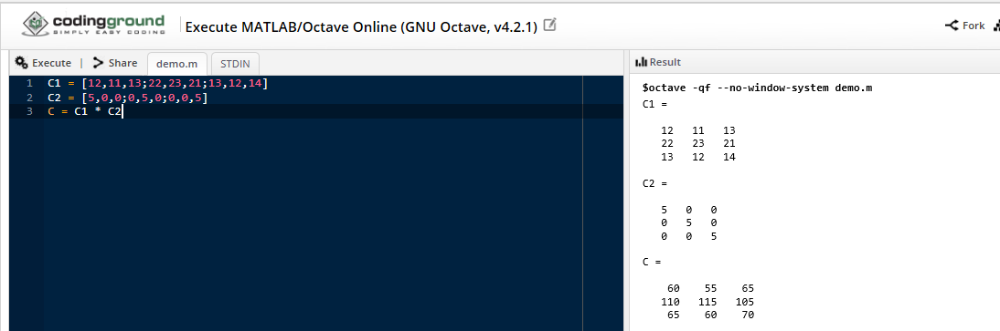 codingground
SIMPLY EASY CODING
Execute MATLAB/Octave Online (GNU Octave, v4.2.1)
Fork
Execute | Share demo.m STDIN
1 C1 = [12,11,13;22,23,21;13,12,14]
2 C2 = [5,0,0;0,5,0;0,0,5]
3 C = C1 * C2
Result
$octave -qf --no-window-system demo.m
C1 =
12 11 13
22 23 21
13 12 14
C2 =
5 0 0
0 5 0
0 0 5
C =
60 55 65
110 115 105
65 60 70